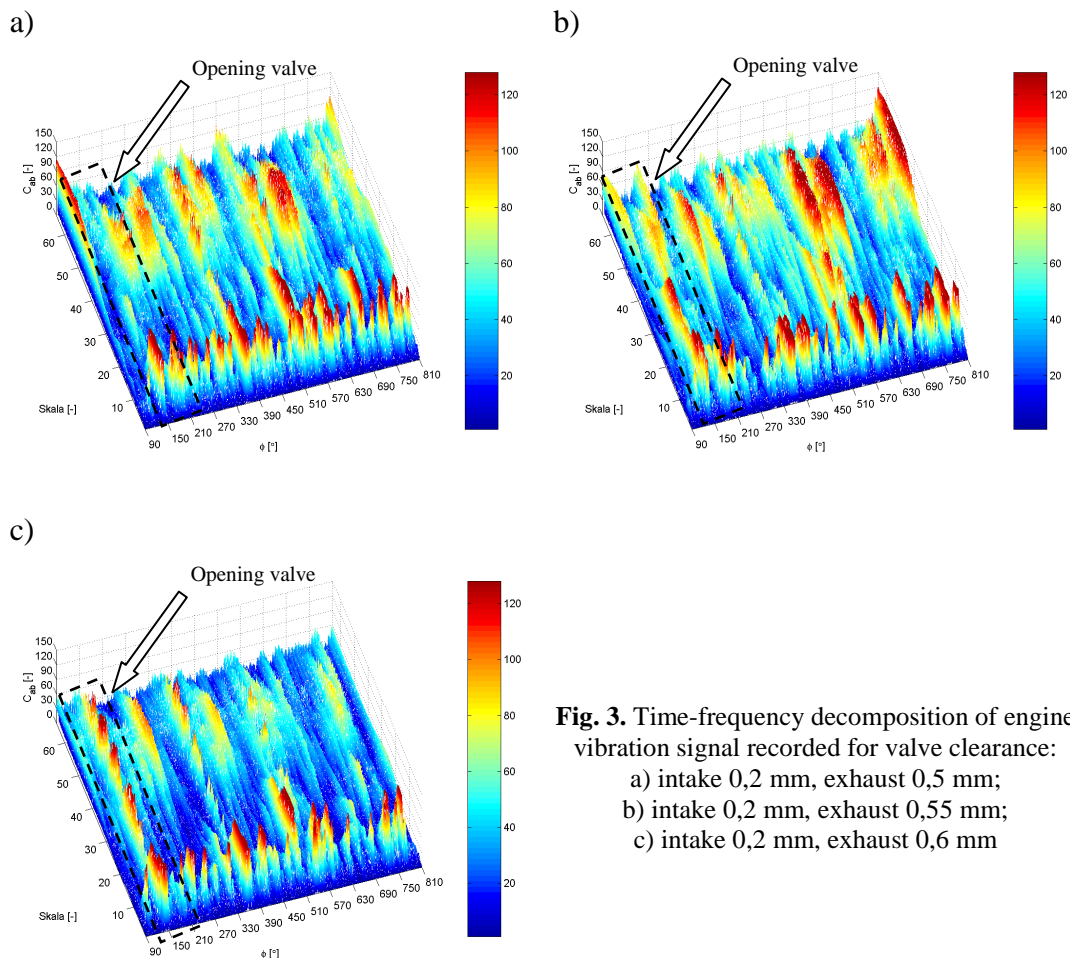 a)
Opening valve
150
120
90
60
30
0
C_ab [-]
60
50
40
30
20
10
Skala [-]
90 150 210 270 330 390 450 510 570 630 690 750 810
ϕ [°]
120
100
80
60
40
20
b)
Opening valve
150
120
90
60
30
0
C_ab [-]
60
50
40
30
20
10
Skala [-]
90 150 210 270 330 390 450 510 570 630 690 750 810
ϕ [°]
120
100
80
60
40
20
c)
Opening valve
150
120
90
60
30
0
C_ab [-]
60
50
40
30
20
10
Skala [-]
90 150 210 270 330 390 450 510 570 630 690 750 810
ϕ [°]
120
100
80
60
40
20
Fig. 3. Time-frequency decomposition of engine
vibration signal recorded for valve clearance:
a) intake 0,2 mm, exhaust 0,5 mm;
b) intake 0,2 mm, exhaust 0,55 mm;
c) intake 0,2 mm, exhaust 0,6 mm